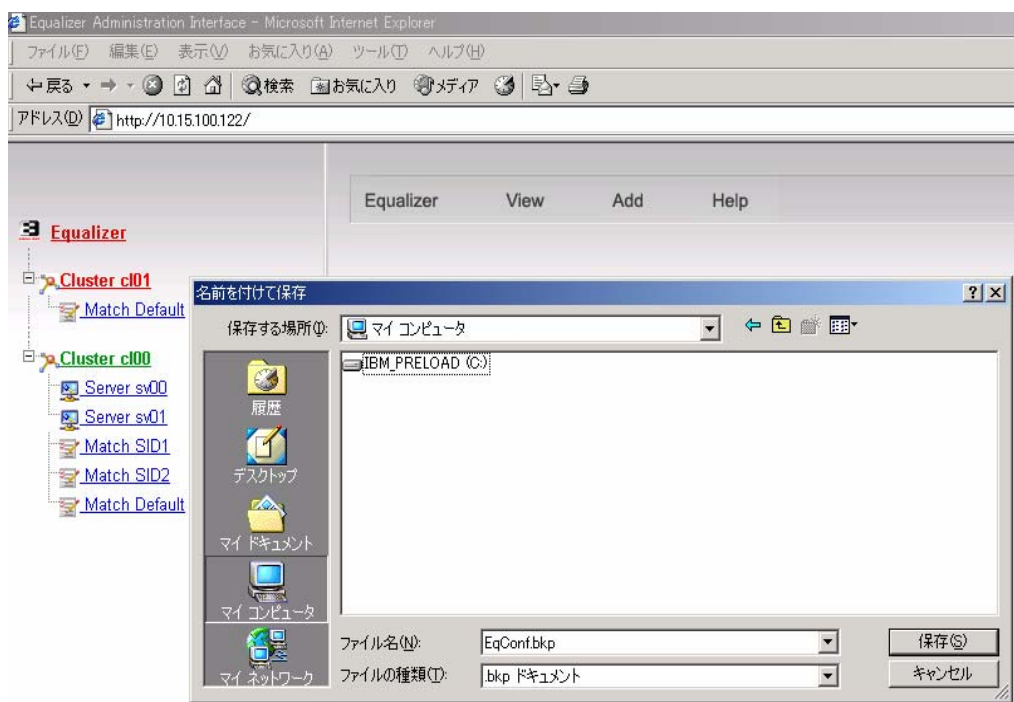 Equalizer Administration Interface - Microsoft Internet Explorer
ファイル(F) 編集(E) 表示(V) お気に入り(A) ツール(T) ヘルプ(H)
戻る 検索 お気に入り メディア
アドレス(D) http://10.15.100.122/
Equalizer View Add Help
Equalizer
Cluster cl01
Match Default
Cluster cl00
Server sv00
Server sv01
Match SID1
Match SID2
Match Default
名前を付けて保存
保存する場所(I): マイ コンピュータ
IBM_PRELOAD (C:)
履歴
デスクトップ
マイ ドキュメント
マイ コンピュータ
マイ ネットワーク
ファイル名(N): EqConf.bkp 保存(S)
ファイルの種類(T): .bkp ドキュメント キャンセル